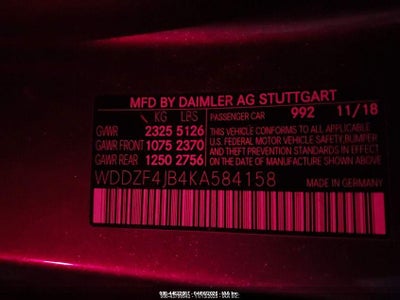 MFD BY DAIMLER AG STUTTGART
KG LBS
PASSENGER CAR 992 11/18
GVWR 2325 5126
GAWR FRONT 1075 2370
GAWR REAR 1250 2756
THIS VEHICLE CONFORMS TO ALL APPLICABLE
U.S. FEDERAL MOTOR VEHICLE SAFETY, BUMPER
AND THEFT PREVENTION STANDARDS IN EFFECT
ON THE DATE OF MANUFACTURE SHOWN ABOVE.
WDDZF4JB4KA584158
MADE IN GERMANY